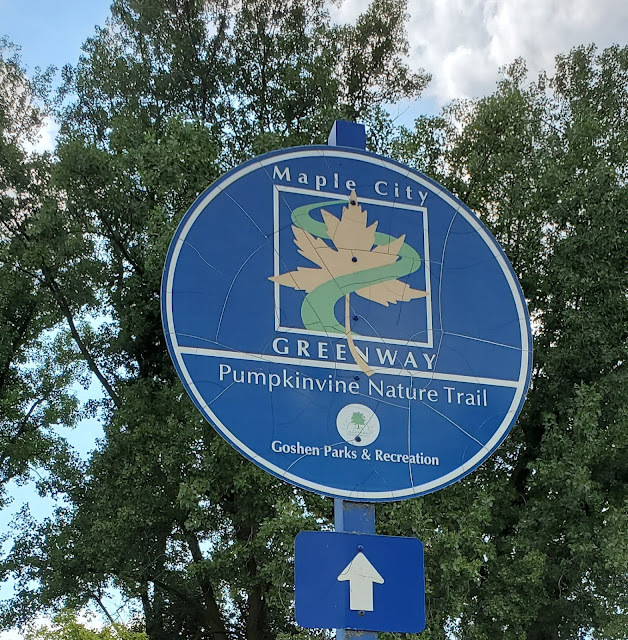 Maple City
GREENWAY
Pumpkinvine Nature Trail
Goshen Parks & Recreation